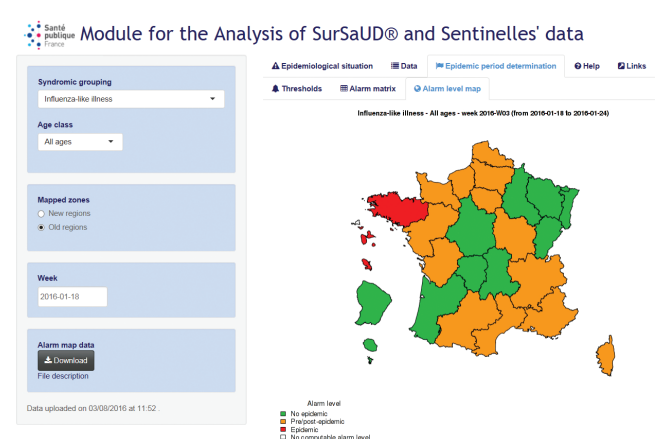 Santé
publique
France
Module for the Analysis of SurSaUD® and Sentinelles' data
Syndromic grouping
Influenza-like illness
Age class
All ages
Mapped zones
New regions
Old regions
Week
2016-01-18
Alarm map data
Download
File description
Data uploaded on 03/08/2016 at 11:52 .
Epidemiological situation Data Epidemic period determination Help Links
Thresholds Alarm matrix Alarm level map
Influenza-like illness - All ages - week 2016-W03 (from 2016-01-18 to 2016-01-24)
Alarm level
No epidemic
Pre/post-epidemic
Epidemic
No computable alarm level